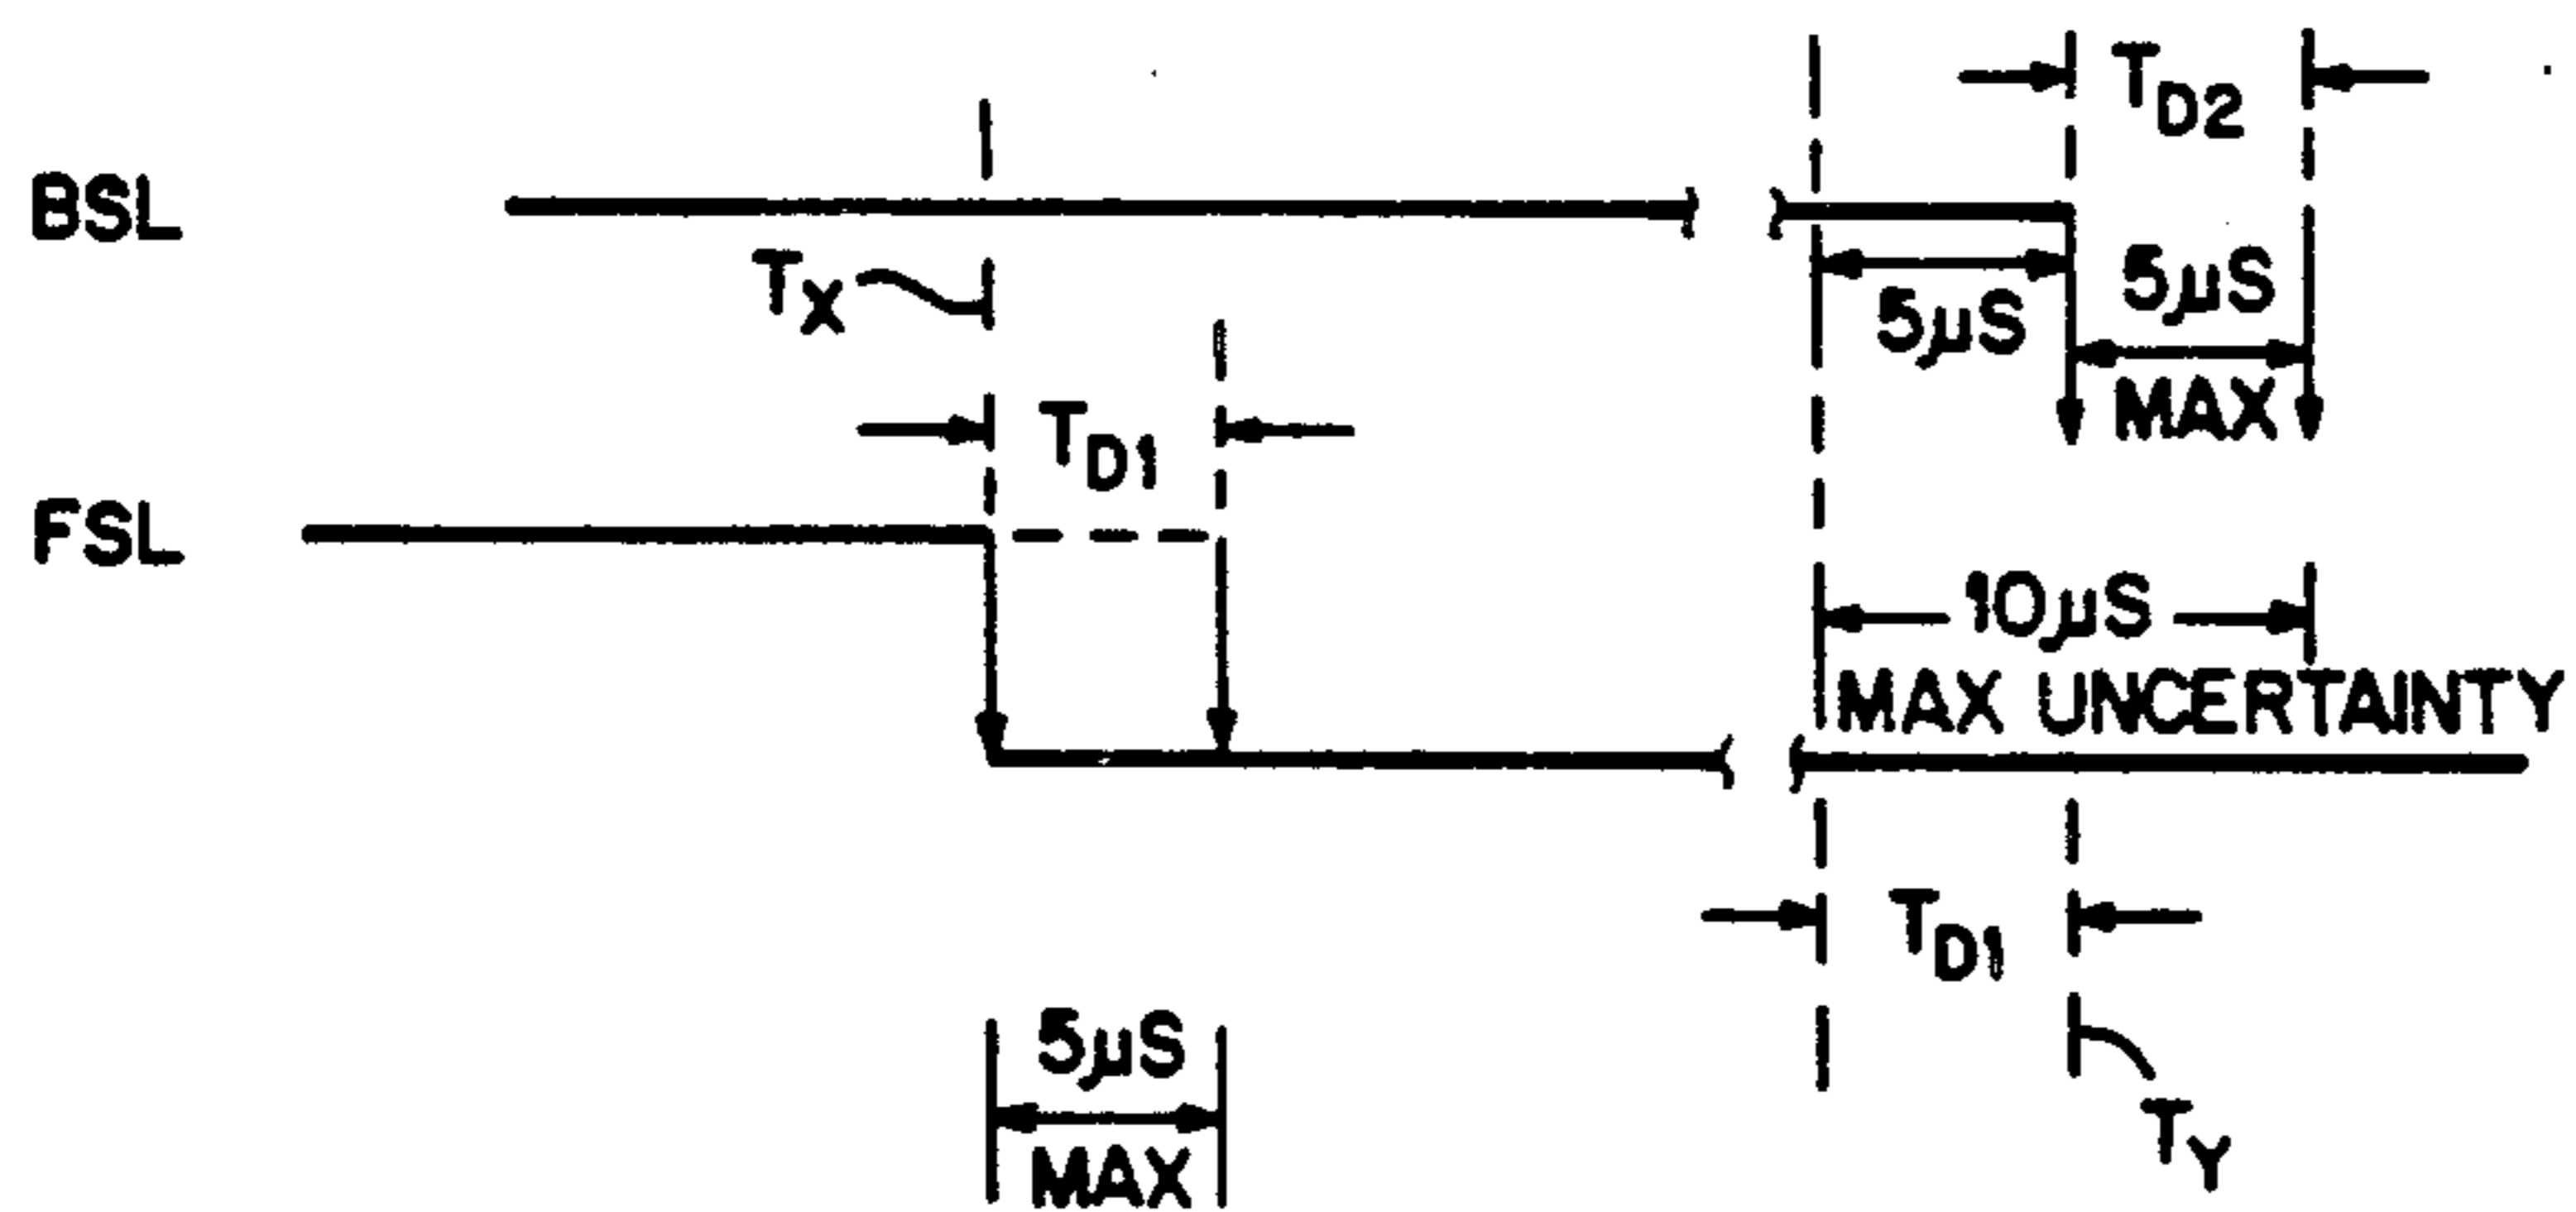 T_D2
BSL
T_X
5µS
5µS
MAX
T_D1
FSL
10µS
MAX UNCERTAINTY
T_D1
5µS
MAX
T_Y